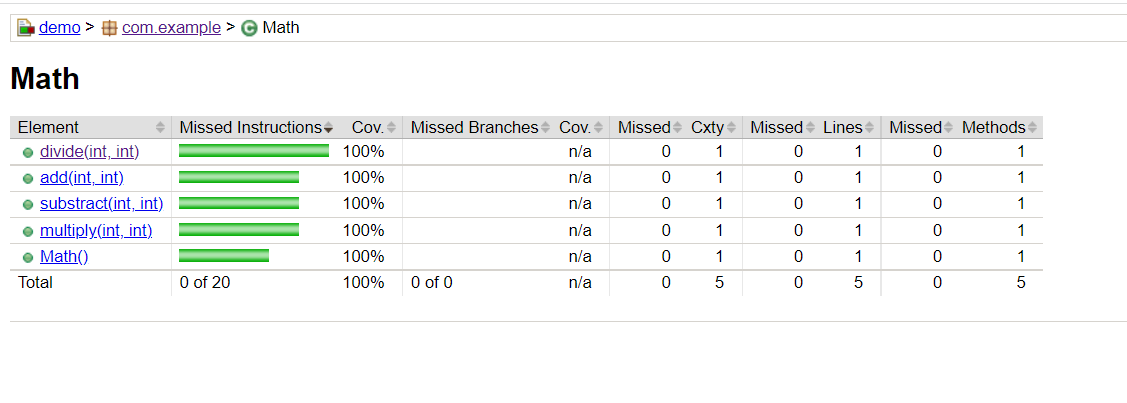 demo > com.example > C Math
Math
Element Missed Instructions Cov. Missed Branches Cov. Missed Cxty Missed Lines Missed Methods
divide(int, int) 100% n/a 0 1 0 1 0 1
add(int, int) 100% n/a 0 1 0 1 0 1
substract(int, int) 100% n/a 0 1 0 1 0 1
multiply(int, int) 100% n/a 0 1 0 1 0 1
Math() 100% n/a 0 1 0 1 0 1
Total 0 of 20 100% 0 of 0 n/a 0 5 0 5 0 5